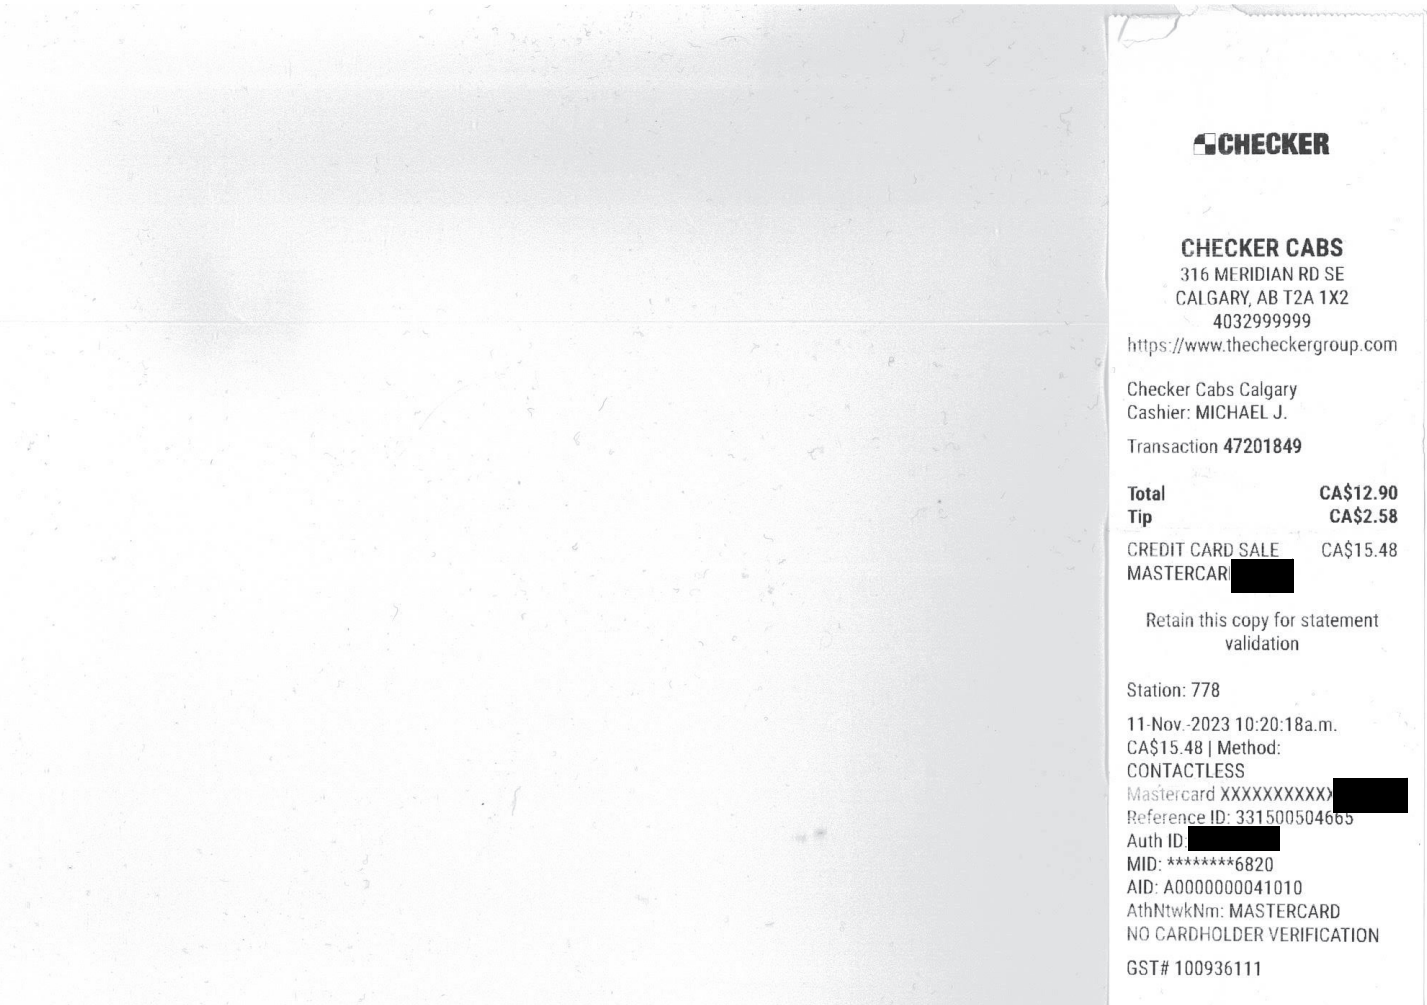 CHECKER
CHECKER CABS
316 MERIDIAN RD SE
CALGARY, AB T2A 1X2
4032999999
https://www.thecheckergroup.com
Checker Cabs Calgary
Cashier: MICHAEL J.
Transaction 47201849
Total CA$12.90
Tip CA$2.58
CREDIT CARD SALE CA$15.48
MASTERCAR
Retain this copy for statement
validation
Station: 778
11-Nov.-2023 10:20:18a.m.
CA$15.48 | Method:
CONTACTLESS
Mastercard XXXXXXXXXXX
Reference ID: 331500504665
Auth ID:
MID: ********6820
AID: A0000000041010
AthNtwkNm: MASTERCARD
NO CARDHOLDER VERIFICATION
GST# 100936111